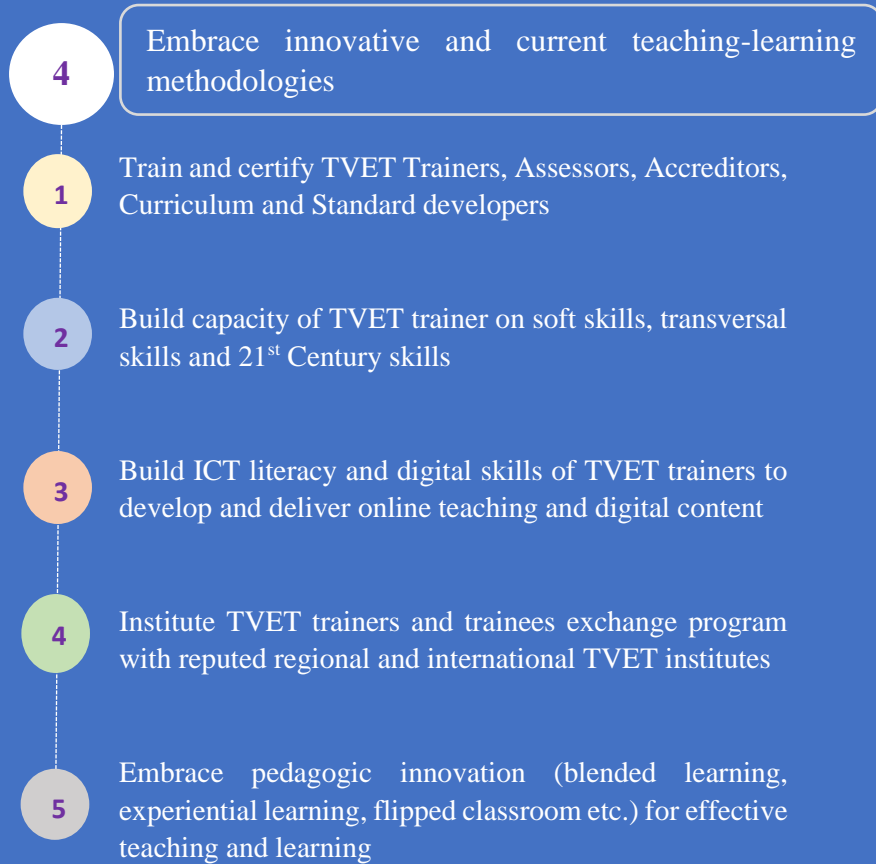 4
Embrace innovative and current teaching-learning
methodologies
1
Train and certify TVET Trainers, Assessors, Accreditors,
Curriculum and Standard developers
2
Build capacity of TVET trainer on soft skills, transversal
skills and 21st Century skills
3
Build ICT literacy and digital skills of TVET trainers to
develop and deliver online teaching and digital content
4
Institute TVET trainers and trainees exchange program
with reputed regional and international TVET institutes
5
Embrace pedagogic innovation (blended learning,
experiential learning, flipped classroom etc.) for effective
teaching and learning